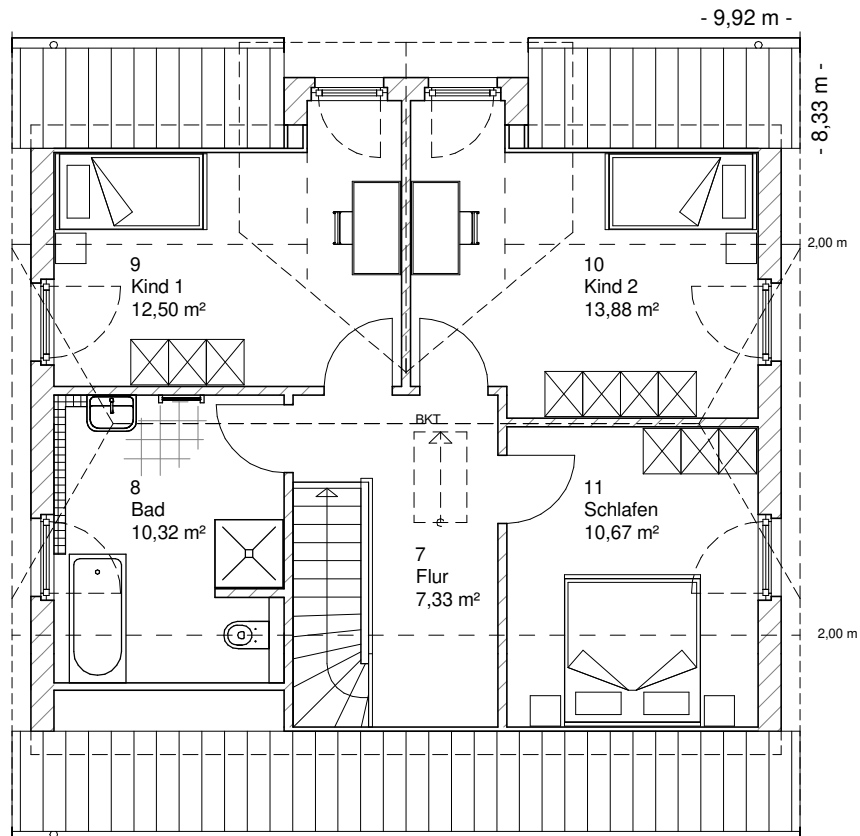 - 9,92 m -
- 8,33 m -
2,00 m
9
Kind 1
12,50 m²
10
Kind 2
13,88 m²
BKT
8
Bad
10,32 m²
11
Schlafen
10,67 m²
7
Flur
7,33 m²
2,00 m